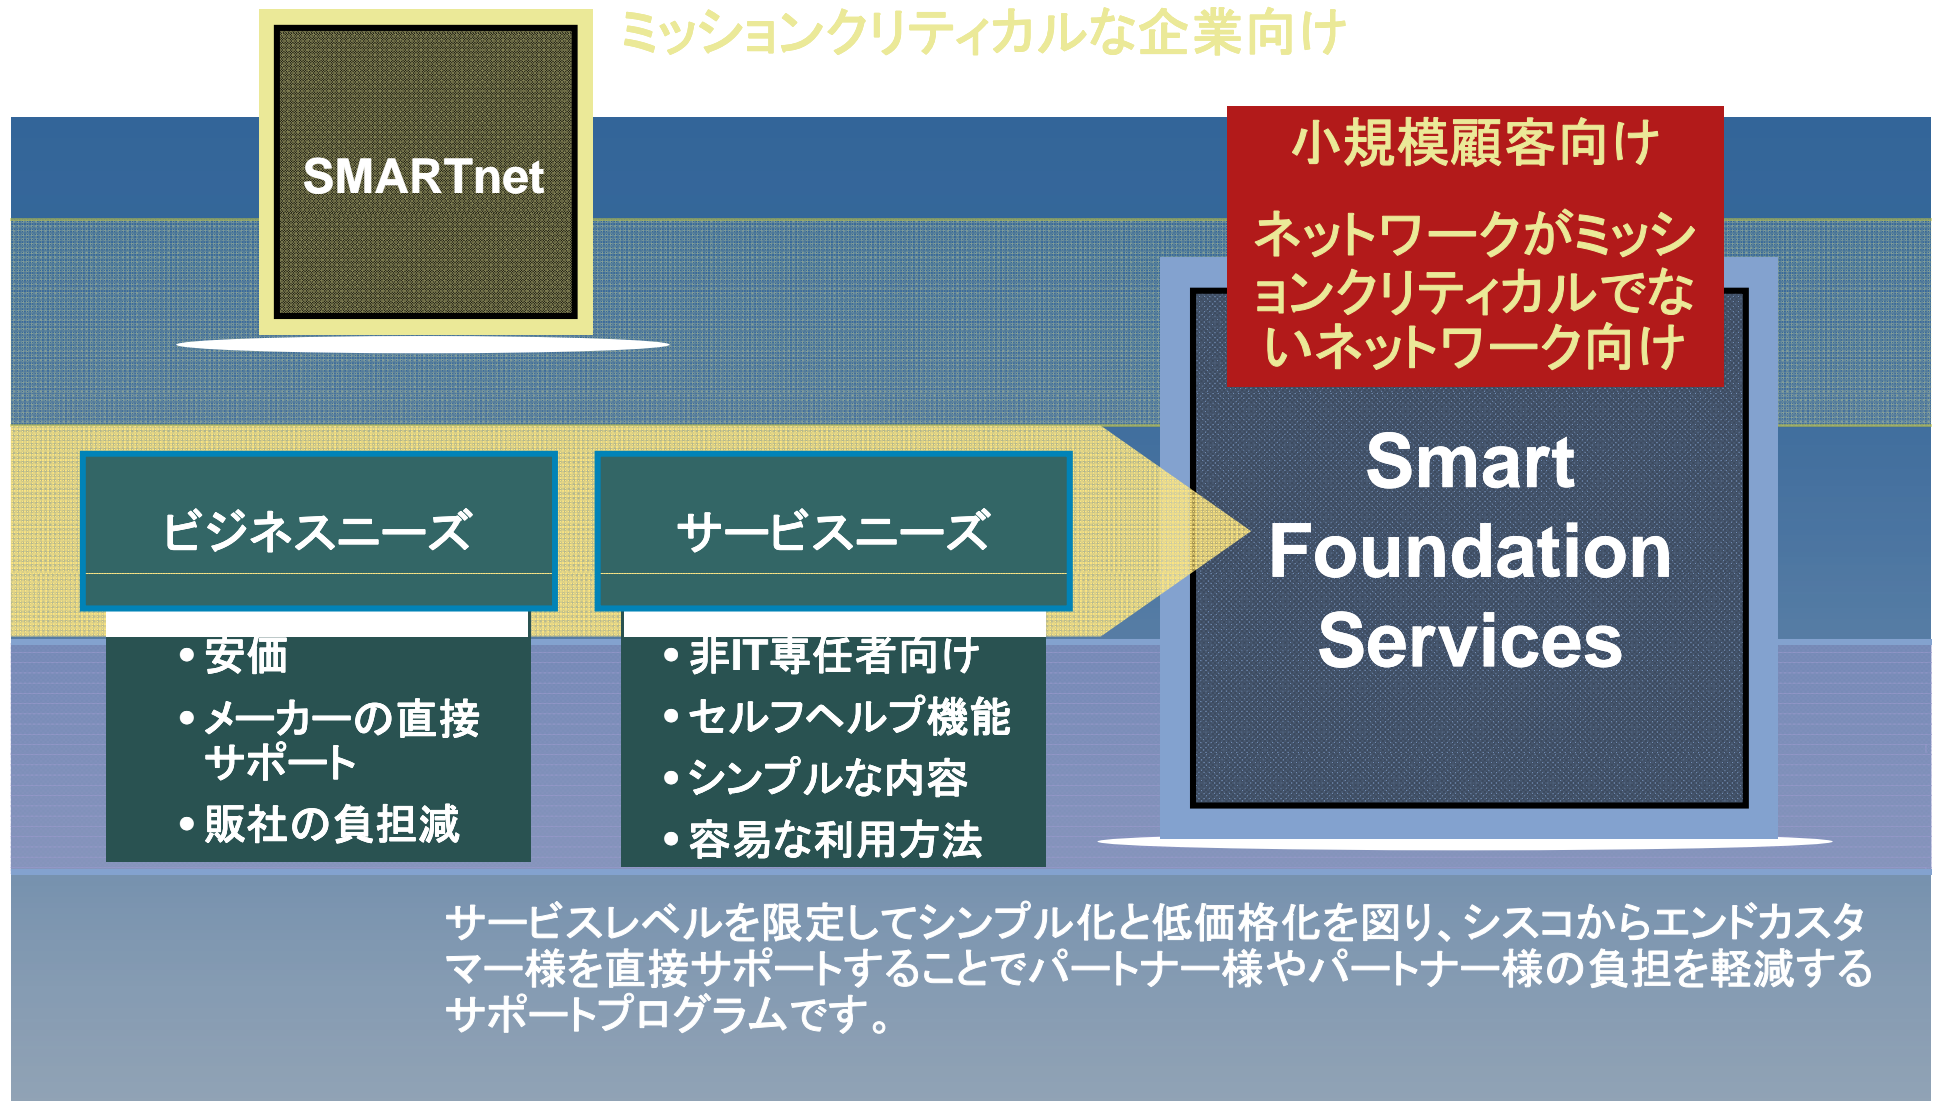 ミッションクリティカルな企業向け
SMARTnet
小規模顧客向け
ネットワークがミッシ
ョンクリティカルでな
いネットワーク向け
Smart
Foundation
Services
ビジネスニーズ
• 安価
• メーカーの直接
サポート
• 販社の負担減
サービスニーズ
• 非IT専任者向け
• セルフヘルプ機能
• シンプルな内容
• 容易な利用方法
サービスレベルを限定してシンプル化と低価格化を図り、シスコからエンドカスタ
マー様を直接サポートすることでパートナー様やパートナー様の負担を軽減する
サポートプログラムです。